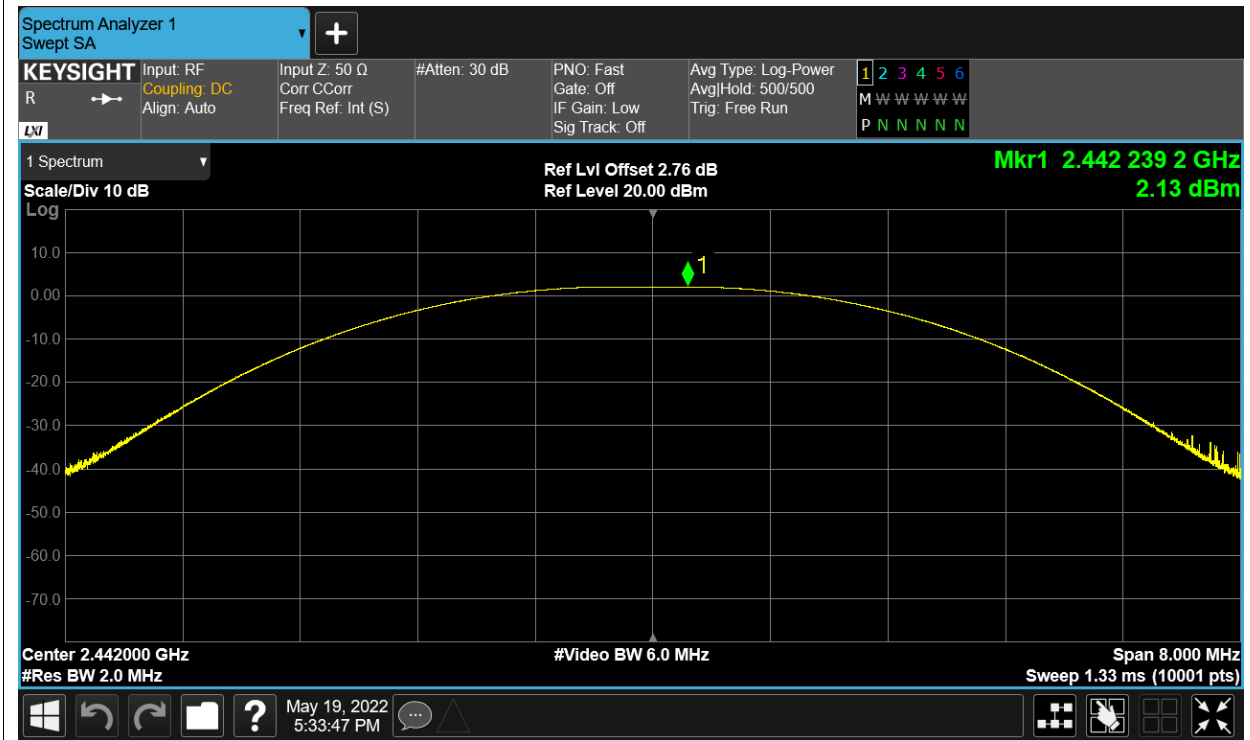 Spectrum Analyzer 1
Swept SA
+
KEYSIGHT
R
LXI
Input: RF
Coupling: DC
Align: Auto
Input Z: 50 Ω
Corr CCorr
Freq Ref: Int (S)
#Atten: 30 dB
PNO: Fast
Gate: Off
IF Gain: Low
Sig Track: Off
Avg Type: Log-Power
Avg|Hold: 500/500
Trig: Free Run
1 2 3 4 5 6
M W W W W W
P N N N N N
1 Spectrum
Scale/Div 10 dB
Log
Ref Lvl Offset 2.76 dB
Ref Level 20.00 dBm
Mkr1 2.442 239 2 GHz
2.13 dBm
1
10.0
0.00
-10.0
-20.0
-30.0
-40.0
-50.0
-60.0
-70.0
Center 2.442000 GHz
#Res BW 2.0 MHz
#Video BW 6.0 MHz
Span 8.000 MHz
Sweep 1.33 ms (10001 pts)
?
May 19, 2022
5:33:47 PM